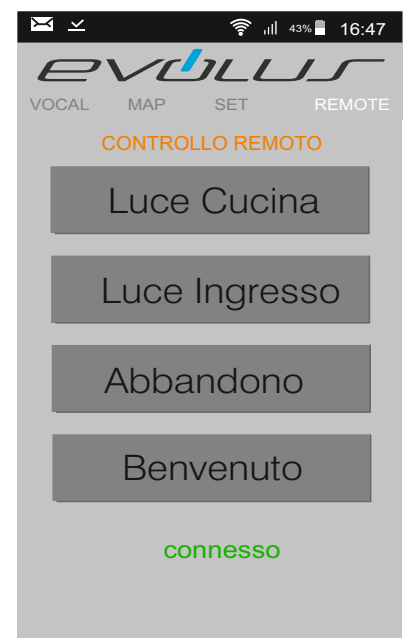 43% 16:47
evolus
VOCAL MAP SET REMOTE
CONTROLLO REMOTO
Luce Cucina
Luce Ingresso
Abbandono
Benvenuto
connesso